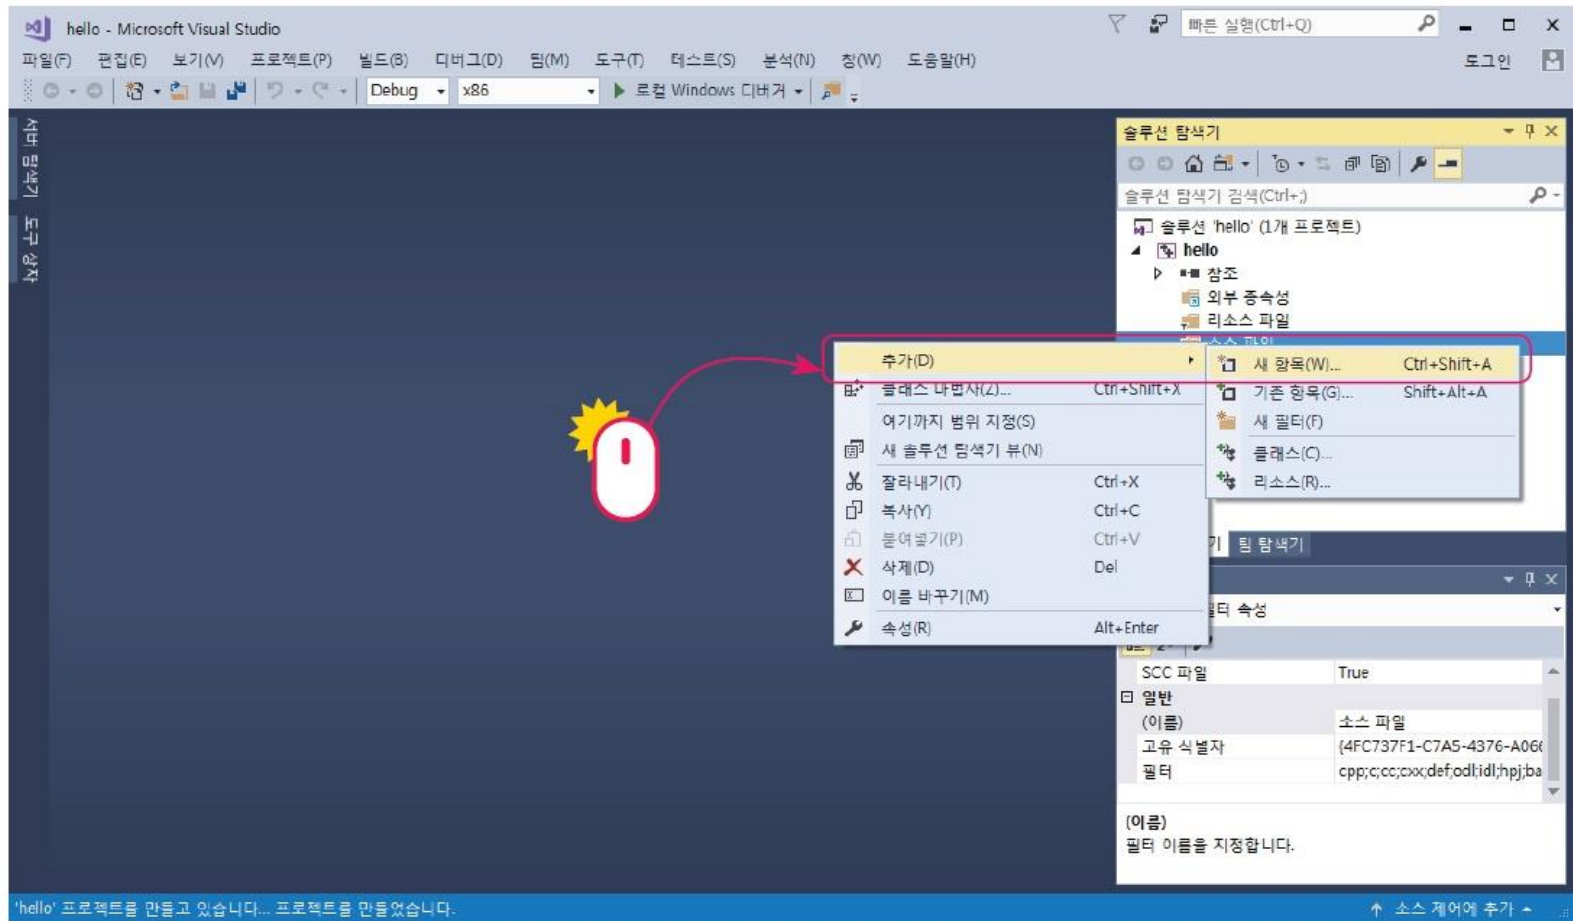 hello - Microsoft Visual Studio
빠른 실행(Ctrl+Q)
파일(F) 편집(E) 보기(V) 프로젝트(P) 빌드(B) 디버그(D) 팀(M) 도구(T) 테스트(S) 분석(N) 창(W) 도움말(H)
로그인
Debug x86 로컬 Windows 디버거
서버 탐색기
도구 상자
솔루션 탐색기
솔루션 탐색기 검색(Ctrl+;)
솔루션 'hello' (1개 프로젝트)
hello
참조
외부 종속성
리소스 파일
소스 파일
추가(D)
클래스 마법사(Z)... Ctrl+Shift+X
여기까지 범위 지정(S)
새 솔루션 탐색기 뷰(N)
잘라내기(T) Ctrl+X
복사(Y) Ctrl+C
붙여넣기(P) Ctrl+V
삭제(D) Del
이름 바꾸기(M)
속성(R) Alt+Enter
새 항목(W)... Ctrl+Shift+A
기존 항목(G)... Shift+Alt+A
새 필터(F)
클래스(C)...
리소스(R)...
기 팀 탐색기
속성
SCC 파일 True
일반
(이름) 소스 파일
고유 식별자 {4FC737F1-C7A5-4376-A066
필터 cpp;c;cc;cxx;def;odl;idl;hpj;ba
(이름)
필터 이름을 지정합니다.
'hello' 프로젝트를 만들고 있습니다... 프로젝트를 만들었습니다.
소스 제어에 추가